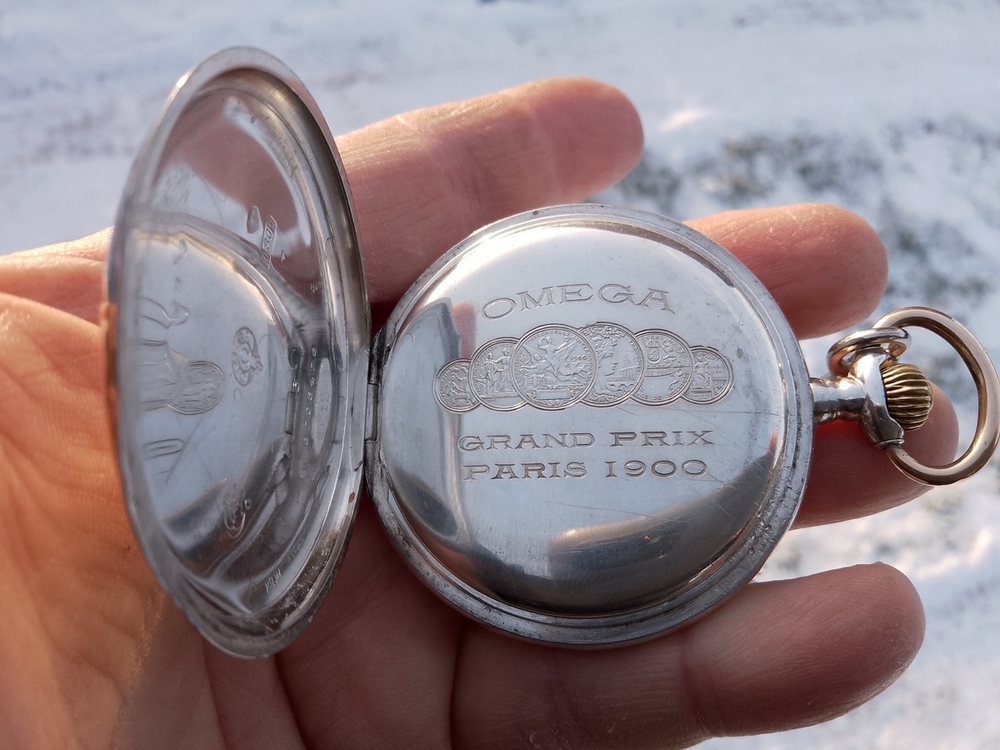 OMEGA
GRAND PRIX
PARIS 1900